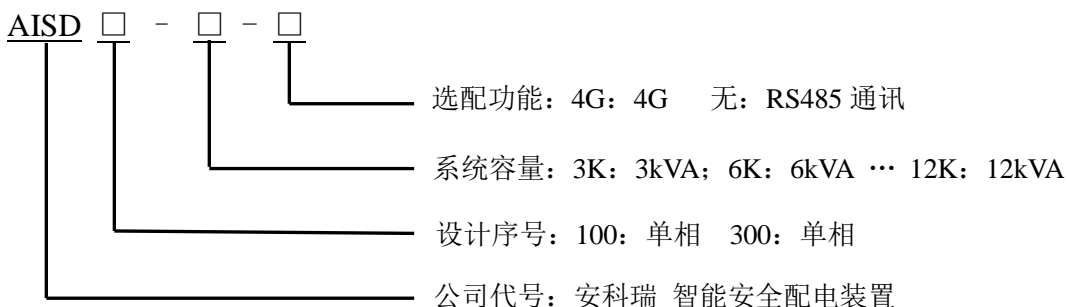 AISD □ - □ - □
选配功能：4G：4G 无：RS485 通讯
系统容量：3K：3kVA；6K：6kVA … 12K：12kVA
设计序号：100：单相 300：单相
公司代号：安科瑞 智能安全配电装置